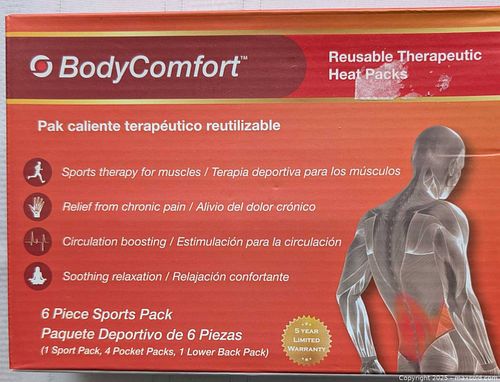 BodyComfort™
Reusable Therapeutic
Heat Packs
Pak caliente terapéutico reutilizable
Sports therapy for muscles / Terapia deportiva para los músculos
Relief from chronic pain / Alivio del dolor crónico
Circulation boosting / Estimulación para la circulación
Soothing relaxation / Relajación confortante
6 Piece Sports Pack
Paquete Deportivo de 6 Piezas
(1 Sport Pack, 4 Pocket Packs, 1 Lower Back Pack)
5 YEAR
LIMITED
WARRANTY